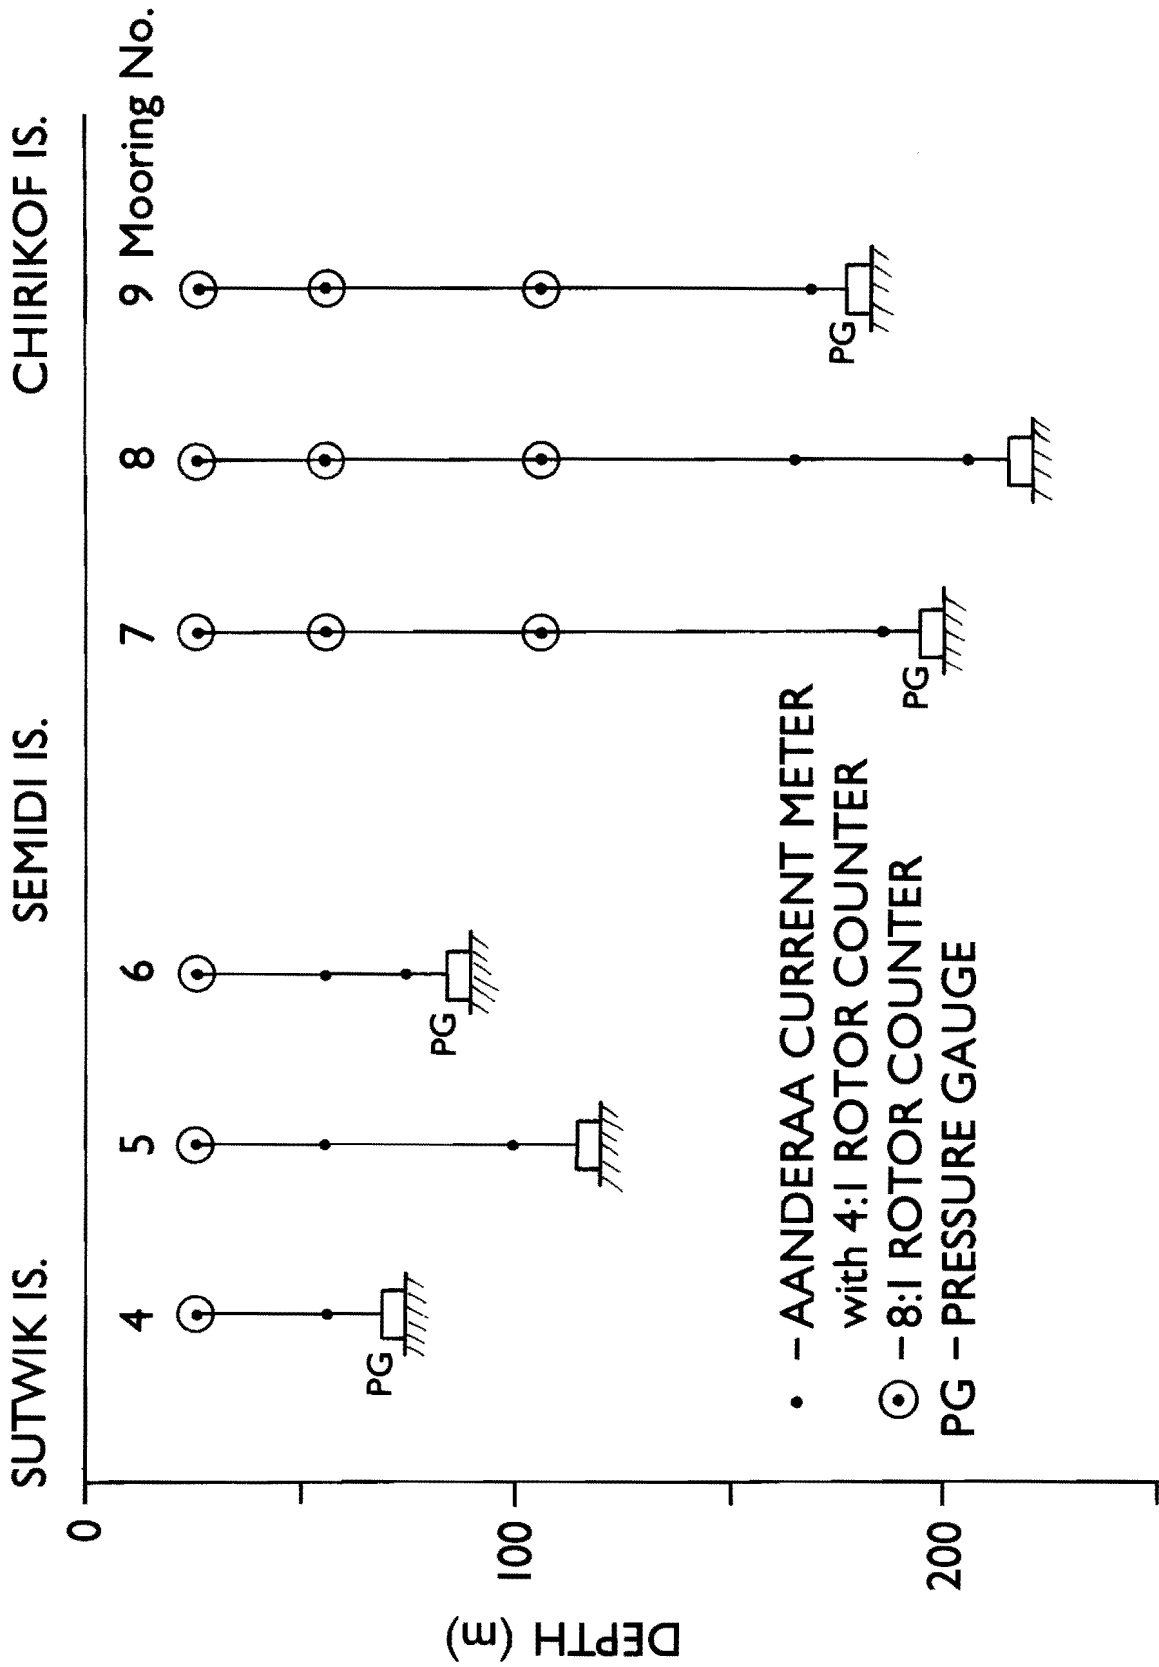 SUTWIK IS. SEMIDI IS. CHIRIKOF IS.
4 5 6 7 8 9 Mooring No.
0
100
200
DEPTH (m)
PG
PG
PG
PG
• – AANDERAA CURRENT METER
with 4:1 ROTOR COUNTER
– 8:1 ROTOR COUNTER
PG – PRESSURE GAUGE